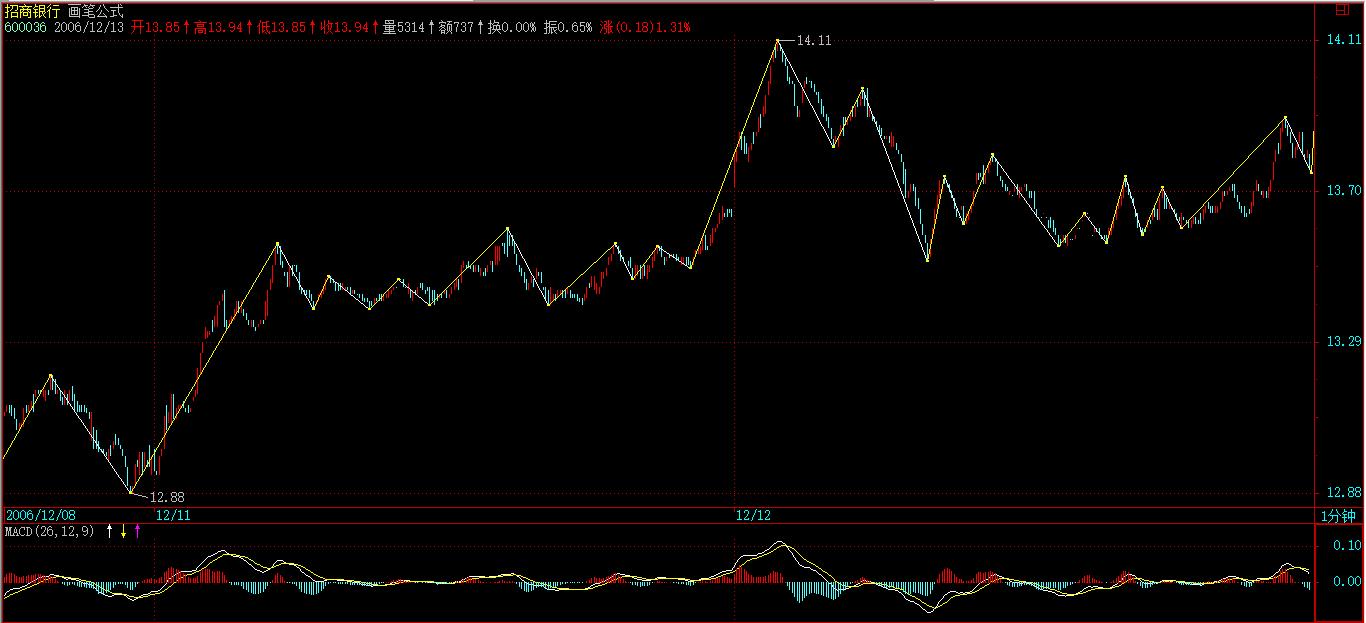 招商银行 画笔公式
600036 2006/12/13 开13.85↑高13.94↑低13.85↑收13.94↑量5314↑额737↑换0.00% 振0.65% 涨(0.18)1.31%
14.11
14.11
13.70
13.29
12.88
12.88
2006/12/08 12/11 12/12 1分钟
MACD(26,12,9) ↑ ↓ ↑
0.10
0.00